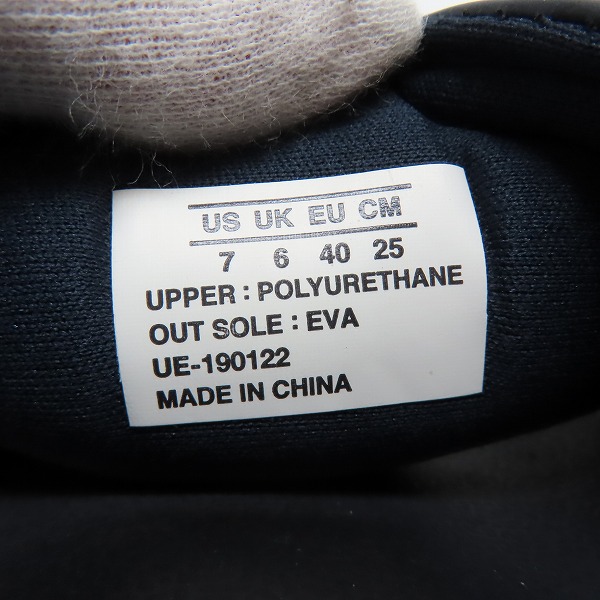 US UK EU CM
7 6 40 25
UPPER : POLYURETHANE
OUT SOLE : EVA
UE-190122
MADE IN CHINA